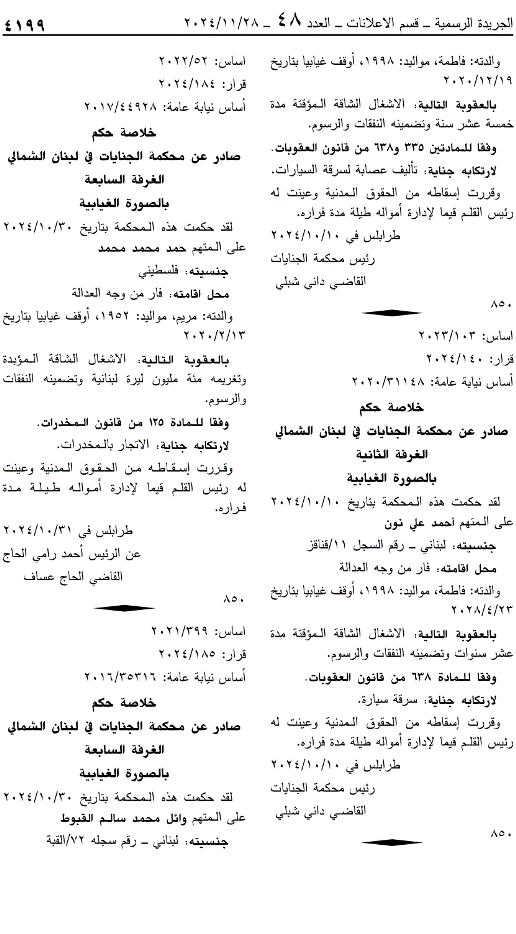 الجريدة الرسمية – قسم الاعلانات – العدد ٤٨ – ٢٠٢٤/١١/٢٨
٤١٩٩
والدته: فاطمة، مواليد: ١٩٩٨، أوقف غيابيا بتاريخ
٢٠٢٠/١٢/١٩
بالعقوبة التالية: الاشغال الشاقة المؤقتة مدة
خمسة عشر سنة وتضمينه النفقات والرسوم.
وفقا للمادتين ٣٣٥ و٦٣٨ من قانون العقوبات.
لارتكابه جناية: تأليف عصابة لسرقة السيارات.
وقررت إسقاطه من الحقوق المدنية وعينت له
رئيس القلم قيما لإدارة أمواله طيلة مدة فراره.
طرابلس في ٢٠٢٤/١٠/١٠
رئيس محكمة الجنايات
القاضي داني شبلي
٨٥٠
اساس: ٢٠٢٣/١٠٣
قرار: ٢٠٢٤/١٤٠
أساس نيابة عامة: ٢٠٢٠/٣١١٤٨
خلاصة حكم
صادر عن محكمة الجنايات في لبنان الشمالي
الغرفة الثانية
بالصورة الغيابية
لقد حكمت هذه المحكمة بتاريخ ٢٠٢٤/١٠/١٠
على المتهم احمد علي نون
جنسيته: لبناني – رقم السجل ١١/قناقز
محل اقامته: فار من وجه العدالة
والدته: فاطمة، مواليد: ١٩٩٨، أوقف غيابيا بتاريخ
٢٠٢٨/٤/٢٣
بالعقوبة التالية: الاشغال الشاقة المؤقتة مدة
عشر سنوات وتضمينه النفقات والرسوم.
وفقا للمادة ٦٣٨ من قانون العقوبات.
لارتكابه جناية: سرقة سيارة.
وقررت إسقاطه من الحقوق المدنية وعينت له
رئيس القلم قيما لإدارة أمواله طيلة مدة فراره.
طرابلس في ٢٠٢٤/١٠/١٠
رئيس محكمة الجنايات
القاضي داني شبلي
٨٥٠
اساس: ٢٠٢٢/٥٢
قرار: ٢٠٢٤/١٨٤
أساس نيابة عامة: ٢٠١٧/٤٤٩٢٨
خلاصة حكم
صادر عن محكمة الجنايات في لبنان الشمالي
الغرفة السابعة
بالصورة الغيابية
لقد حكمت هذه المحكمة بتاريخ ٢٠٢٤/١٠/٣٠
على المتهم حمد محمد محمد
جنسيته: فلسطيني
محل اقامته: فار من وجه العدالة
والدته: مريم، مواليد: ١٩٥٢، أوقف غيابيا بتاريخ
٢٠٢٠/٢/١٣
بالعقوبة التالية: الاشغال الشاقة المؤبدة
وتغريمه مئة مليون ليرة لبنانية وتضمينه النفقات
والرسوم.
وفقا للمادة ١٢٥ من قانون المخدرات.
لارتكابه جناية: الاتجار بالمخدرات.
وقررت إسقاطه من الحقوق المدنية وعينت
له رئيس القلم قيما لإدارة أمواله طيلة مدة
فراره.
طرابلس في ٢٠٢٤/١٠/٣١
عن الرئيس أحمد رامي الحاج
القاضي الحاج عساف
٨٥٠
اساس: ٢٠٢١/٣٩٩
قرار: ٢٠٢٤/١٨٥
أساس نيابة عامة: ٢٠١٦/٣٥٣١٦
خلاصة حكم
صادر عن محكمة الجنايات في لبنان الشمالي
الغرفة السابعة
بالصورة الغيابية
لقد حكمت هذه المحكمة بتاريخ ٢٠٢٤/١٠/٣٠
على المتهم وائل محمد سالم القبوط
جنسيته: لبناني – رقم سجله ٧٢/القبة